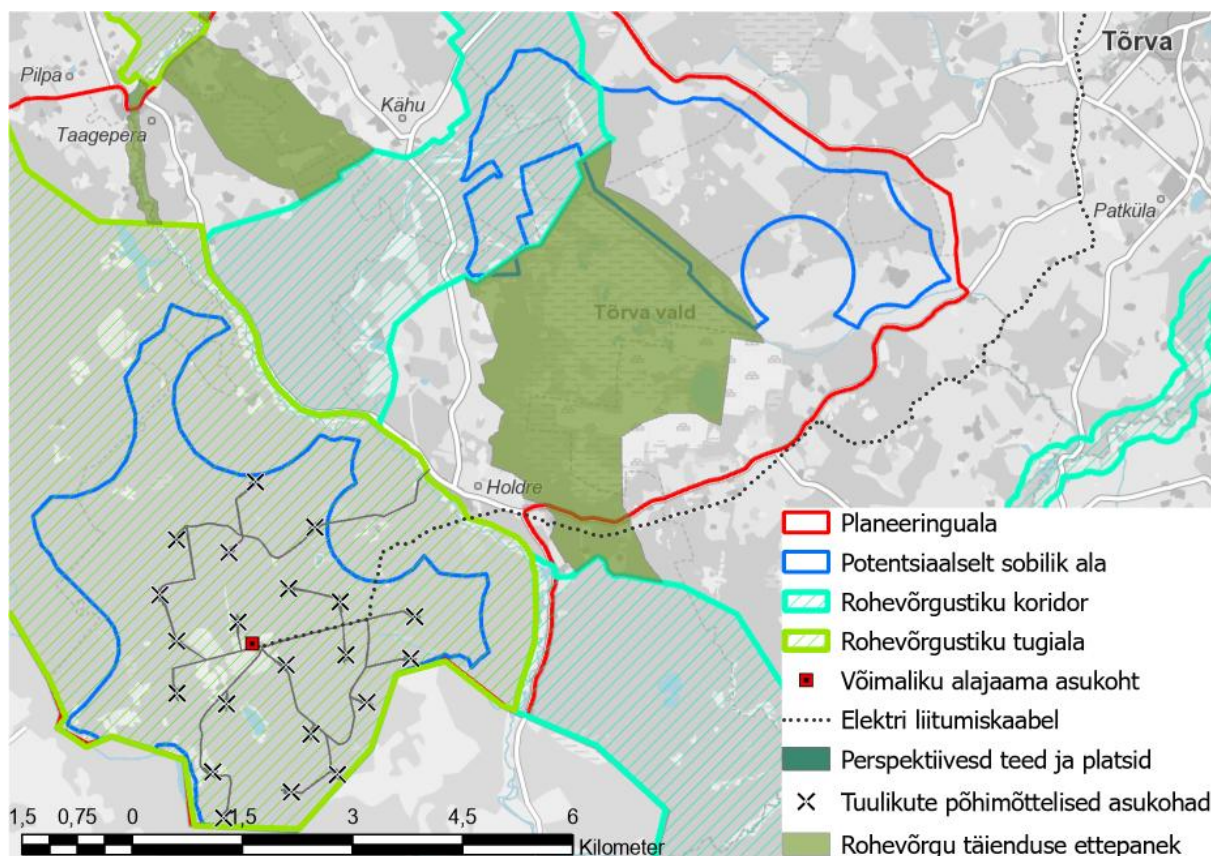 Tõrva
Pilpa
Kähu
Taagepera
Patküla
Tõrva vald
Holdre
Planeeringuala
Potentsiaalselt sobilik ala
Rohevõrgustiku koridor
Rohevõrgustiku tugiala
Võimaliku alajaama asukoht
Elektri liitumiskaabel
Perspektiivesd teed ja platsid
Tuulikute põhimõttelised asukohad
Rohevõrgu täienduse ettepanek
1,5 0,75 0 1,5 3 4,5 6
Kilometer